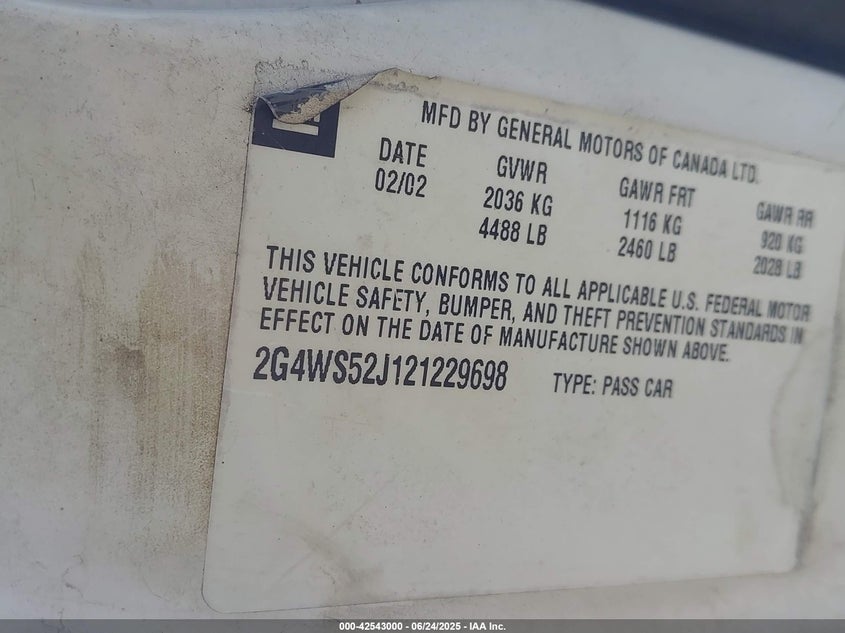 MFD BY GENERAL MOTORS OF CANADA LTD.
DATE GVWR GAWR FRT GAWR RR
02/02 2036 KG 1116 KG 920 KG
4488 LB 2460 LB 2028 LB
THIS VEHICLE CONFORMS TO ALL APPLICABLE U.S. FEDERAL MOTOR
VEHICLE SAFETY, BUMPER, AND THEFT PREVENTION STANDARDS IN
EFFECT ON THE DATE OF MANUFACTURE SHOWN ABOVE.
2G4WS52J121229698 TYPE: PASS CAR
000-42543000 - 06/24/2025 - IAA Inc.